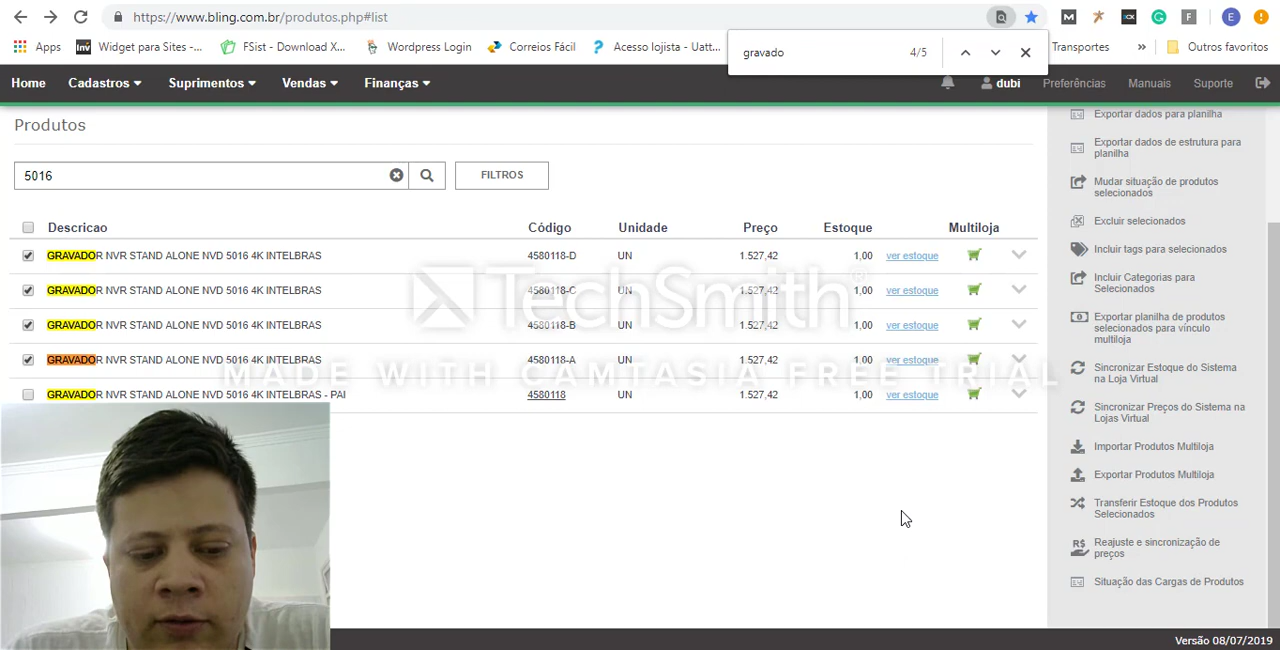 https://www.bling.com.br/produtos.php#list
Apps Widget para Sites -... FSist - Download X... Wordpress Login Correios Fácil Acesso lojista - Uatt... Transportes » Outros favoritos
gravado 4/5
Home Cadastros Suprimentos Vendas Finanças dubi Preferências Manuais Suporte
Produtos
5016 FILTROS
Descricao Código Unidade Preço Estoque Multiloja
GRAVADOR NVR STAND ALONE NVD 5016 4K INTELBRAS 4580118-D UN 1.527,42 1,00 ver estoque
GRAVADOR NVR STAND ALONE NVD 5016 4K INTELBRAS 4580118-C UN 1.527,42 1,00 ver estoque
GRAVADOR NVR STAND ALONE NVD 5016 4K INTELBRAS 4580118-B UN 1.527,42 1,00 ver estoque
GRAVADOR NVR STAND ALONE NVD 5016 4K INTELBRAS 4580118-A UN 1.527,42 1,00 ver estoque
GRAVADOR NVR STAND ALONE NVD 5016 4K INTELBRAS - PAI 4580118 UN 1.527,42 1,00 ver estoque
TechSmith®
MADE WITH CAMTASIA FREE TRIAL
Exportar dados para planilha
Exportar dados de estrutura para
planilha
Mudar situação de produtos
selecionados
Excluir selecionados
Incluir tags para selecionados
Incluir Categorias para
Selecionados
Exportar planilha de produtos
selecionados para vínculo
multiloja
Sincronizar Estoque do Sistema
na Loja Virtual
Sincronizar Preços do Sistema na
Lojas Virtual
Importar Produtos Multiloja
Exportar Produtos Multiloja
Transferir Estoque dos Produtos
Selecionados
Reajuste e sincronização de
preços
Situação das Cargas de Produtos
Versão 08/07/2019